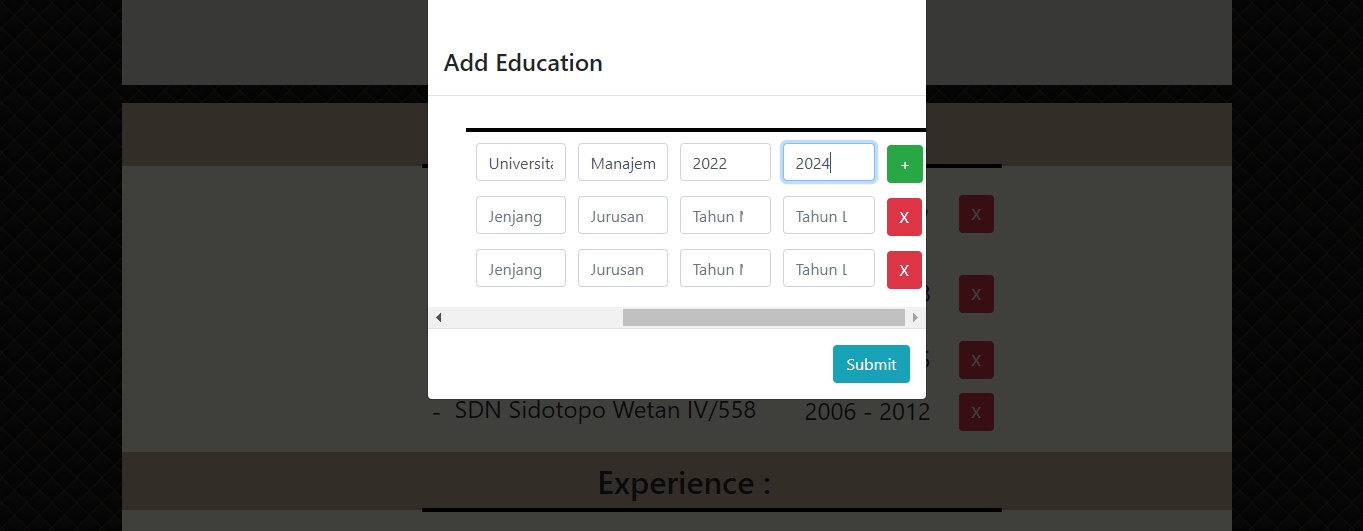 Add Education
Universita Manajem 2022 2024 +
X
Jenjang Jurusan Tahun Tahun L X
Jenjang Jurusan Tahun Tahun L X
X
Submit
X
- SDN Sidotopo Wetan IV/558 2006 - 2012 X
Experience :